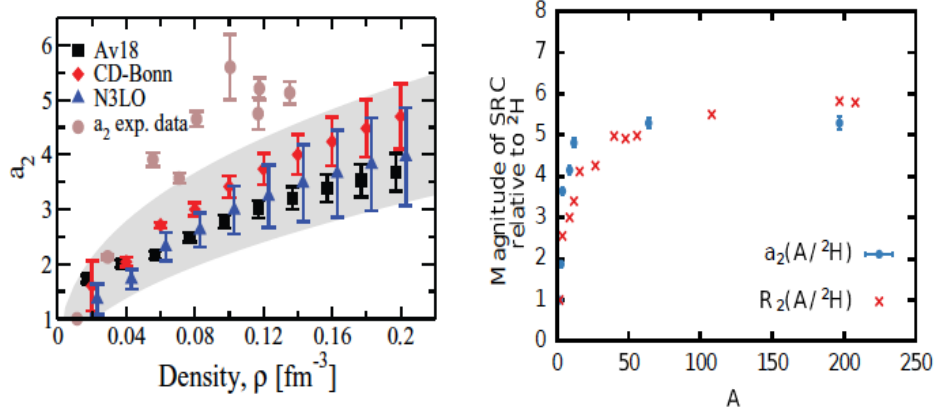 6
5
4
3
2
1
a₂
Av18
CD-Bonn
N3LO
a₂ exp. data
0 0.04 0.08 0.12 0.16 0.2
Density, ρ [fm⁻³]
8
7
6
5
4
3
2
1
0
Magnitude of SRC
relative to ²H
a₂(A/²H)
R₂(A/²H)
0 50 100 150 200 250
A